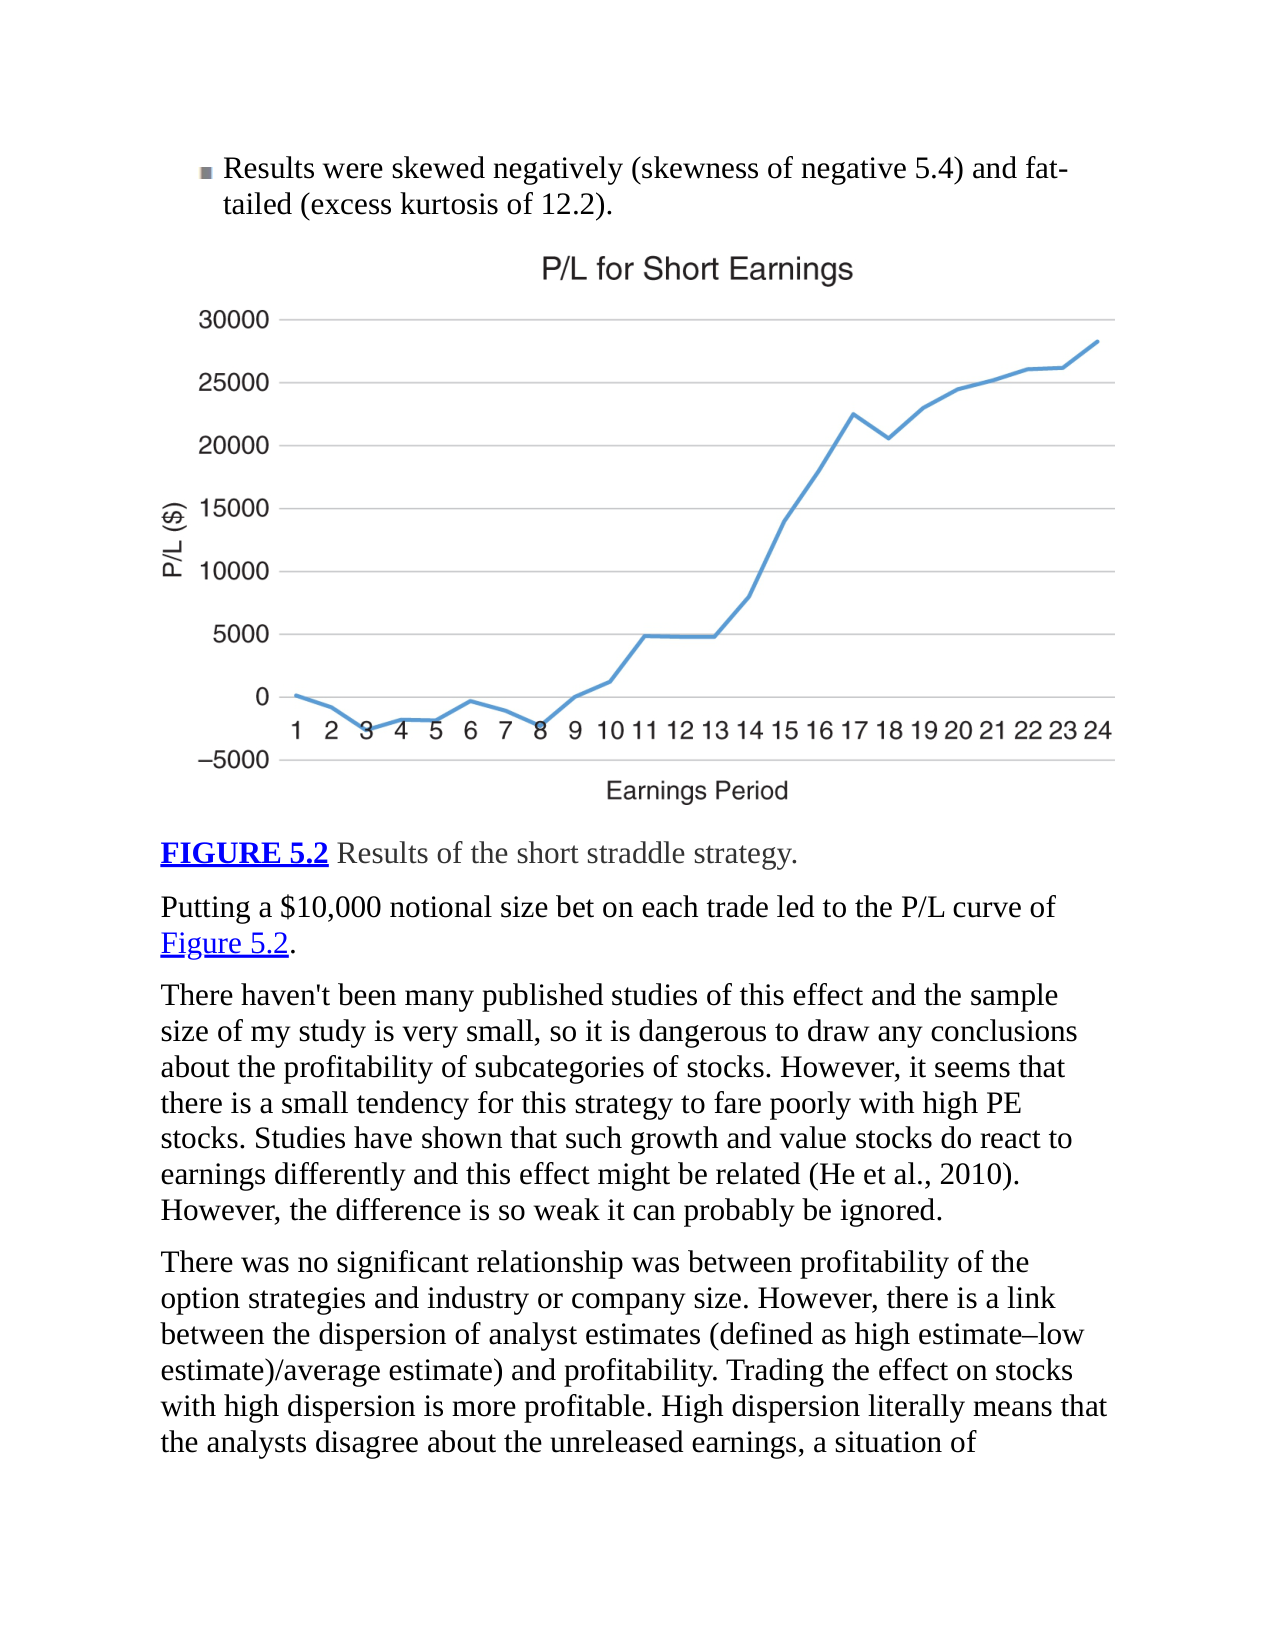 Results were skewed negatively (skewness of negative 5.4) and fat-
tailed (excess kurtosis of 12.2).
P/L for Short Earnings
30000
25000
20000
15000
10000
5000
0
–5000
P/L ($)
1 2 3 4 5 6 7 8 9 10 11 12 13 14 15 16 17 18 19 20 21 22 23 24
Earnings Period
FIGURE 5.2 Results of the short straddle strategy.
Putting a $10,000 notional size bet on each trade led to the P/L curve of
Figure 5.2.
There haven't been many published studies of this effect and the sample
size of my study is very small, so it is dangerous to draw any conclusions
about the profitability of subcategories of stocks. However, it seems that
there is a small tendency for this strategy to fare poorly with high PE
stocks. Studies have shown that such growth and value stocks do react to
earnings differently and this effect might be related (He et al., 2010).
However, the difference is so weak it can probably be ignored.
There was no significant relationship was between profitability of the
option strategies and industry or company size. However, there is a link
between the dispersion of analyst estimates (defined as high estimate–low
estimate)/average estimate) and profitability. Trading the effect on stocks
with high dispersion is more profitable. High dispersion literally means that
the analysts disagree about the unreleased earnings, a situation of